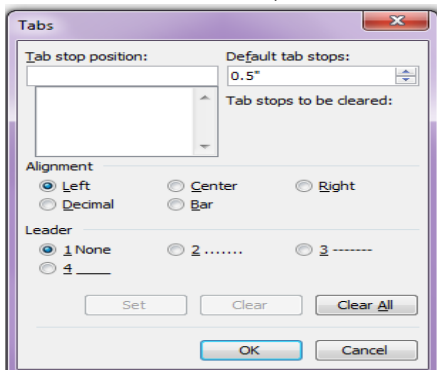 Tabs
Tab stop position: Default tab stops:
0.5"
Tab stops to be cleared:
Alignment
Left Center Right
Decimal Bar
Leader
1 None 2 ....... 3 -------
4 ____
Set Clear Clear All
OK Cancel